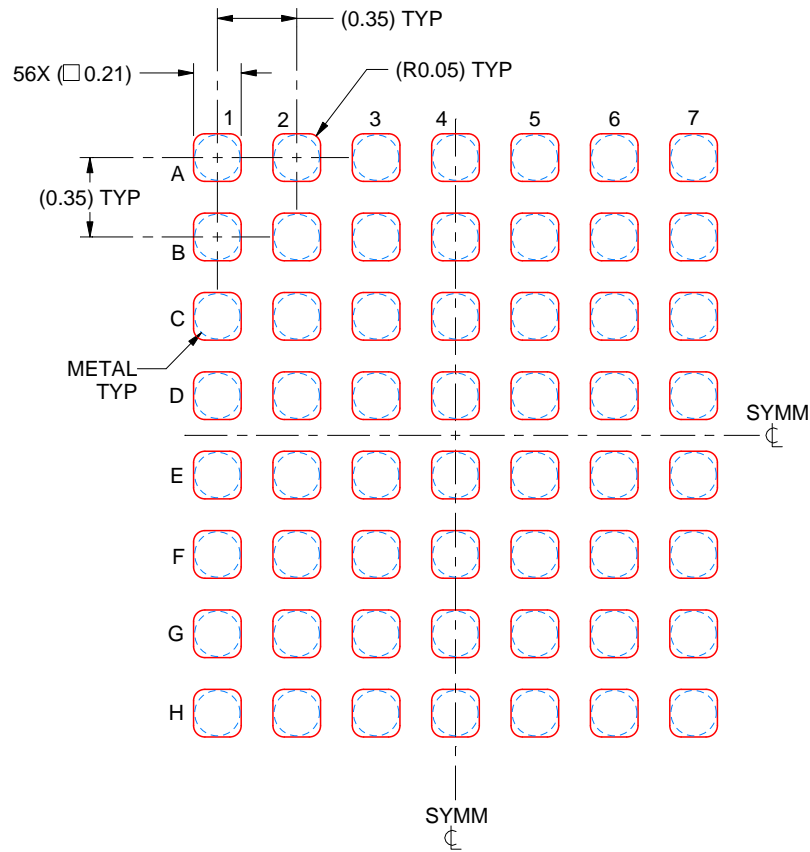 (0.35) TYP
56X (□ 0.21)
(R0.05) TYP
1 2 3 4 5 6 7
A
(0.35) TYP
B
C
METAL
TYP
D
SYMM
℄
E
F
G
H
SYMM
℄